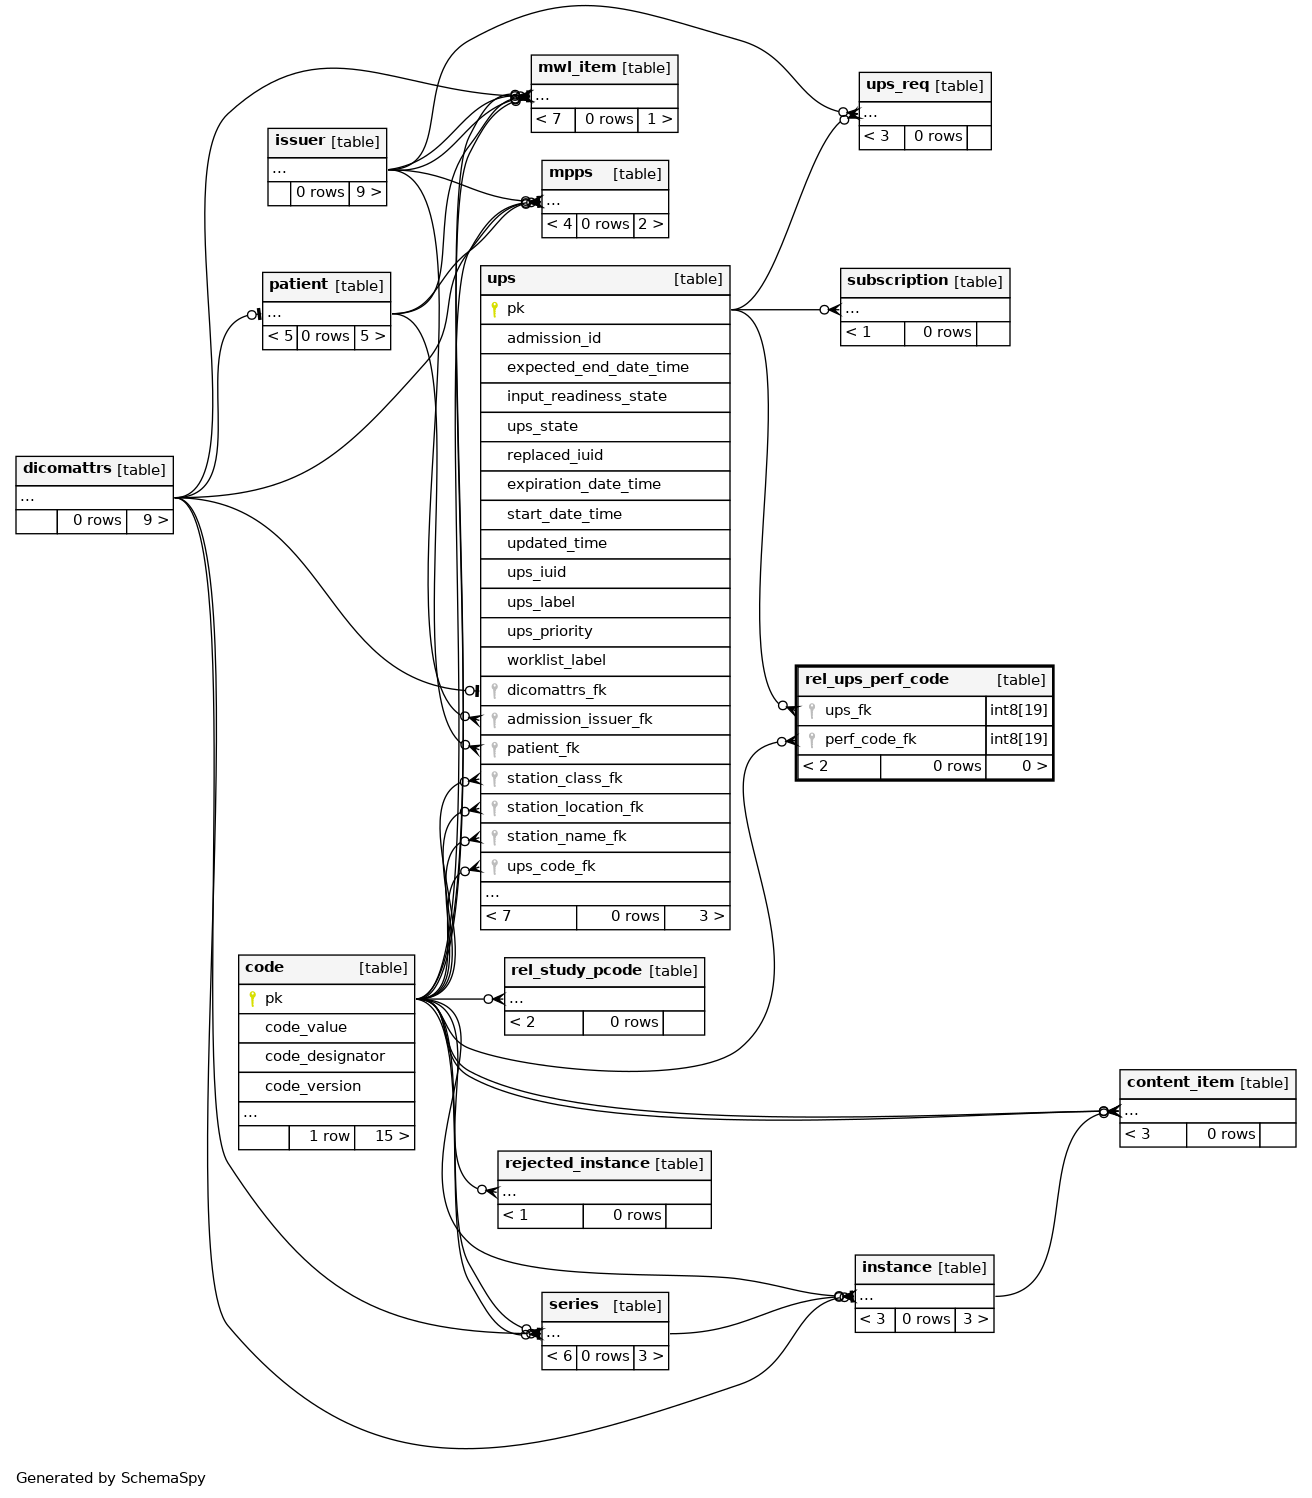 mwl_item [table]
...
< 7 0 rows 1 >
ups_req [table]
...
< 3 0 rows
issuer [table]
...
0 rows 9 >
mpps [table]
...
< 4 0 rows 2 >
patient [table]
...
< 5 0 rows 5 >
ups [table]
pk
admission_id
expected_end_date_time
input_readiness_state
ups_state
replaced_iuid
expiration_date_time
start_date_time
updated_time
ups_iuid
ups_label
ups_priority
worklist_label
dicomattrs_fk
admission_issuer_fk
patient_fk
station_class_fk
station_location_fk
station_name_fk
ups_code_fk
...
< 7 0 rows 3 >
subscription [table]
...
< 1 0 rows
dicomattrs [table]
...
0 rows 9 >
rel_ups_perf_code [table]
ups_fk int8[19]
perf_code_fk int8[19]
< 2 0 rows 0 >
code [table]
pk
code_value
code_designator
code_version
...
1 row 15 >
rel_study_pcode [table]
...
< 2 0 rows
content_item [table]
...
< 3 0 rows
rejected_instance [table]
...
< 1 0 rows
instance [table]
...
< 3 0 rows 3 >
series [table]
...
< 6 0 rows 3 >
Generated by SchemaSpy